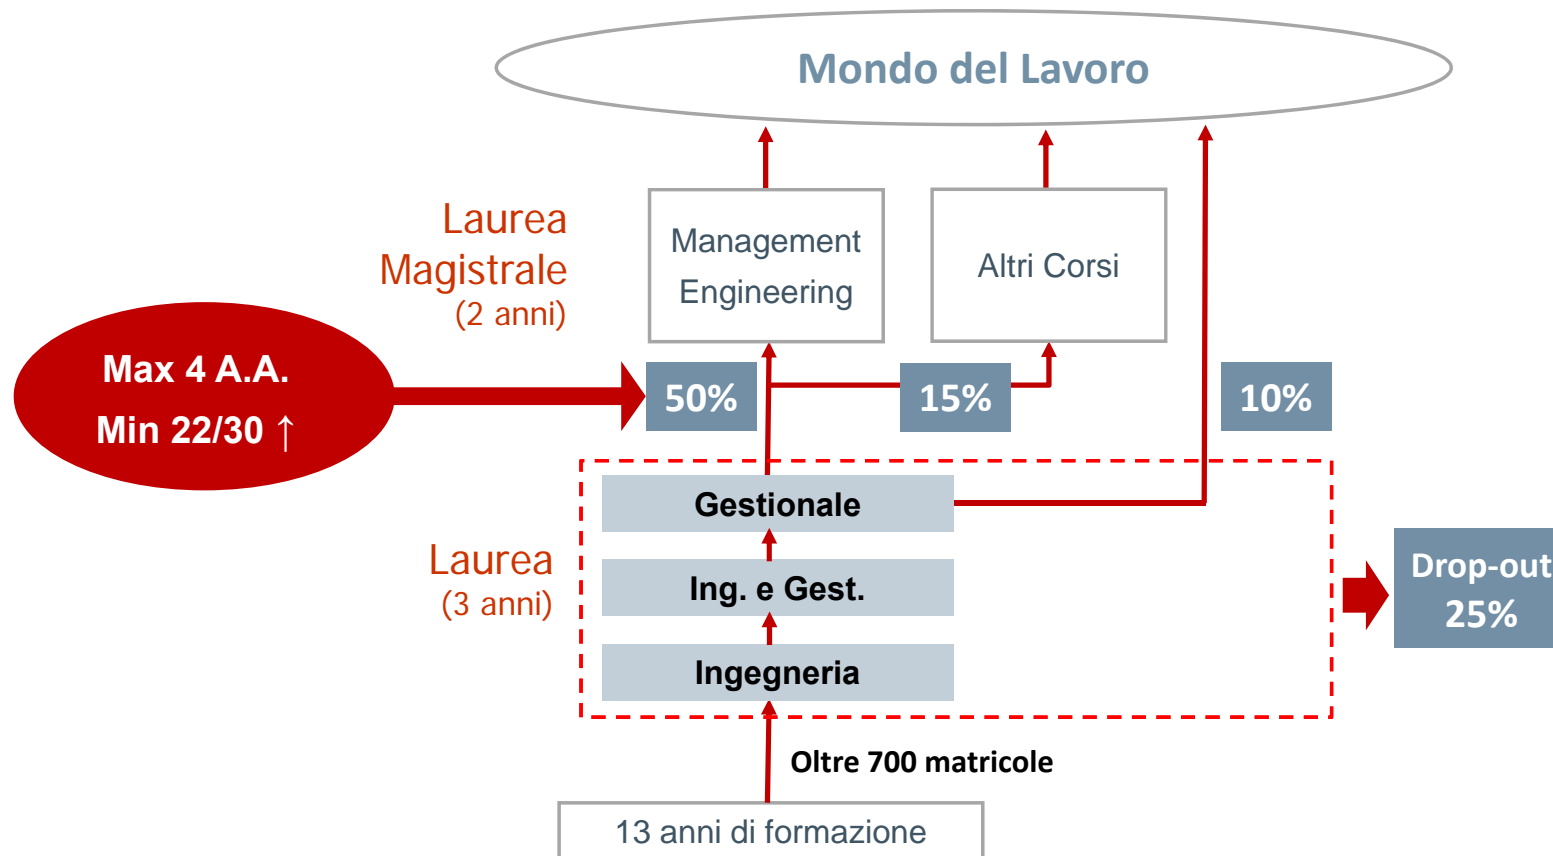 Mondo del Lavoro
Laurea
Magistrale
(2 anni)
Management
Engineering
Altri Corsi
Max 4 A.A.
Min 22/30 ↑
50%
15%
10%
Gestionale
Laurea
(3 anni)
Ing. e Gest.
Ingegneria
Drop-out
25%
Oltre 700 matricole
13 anni di formazione